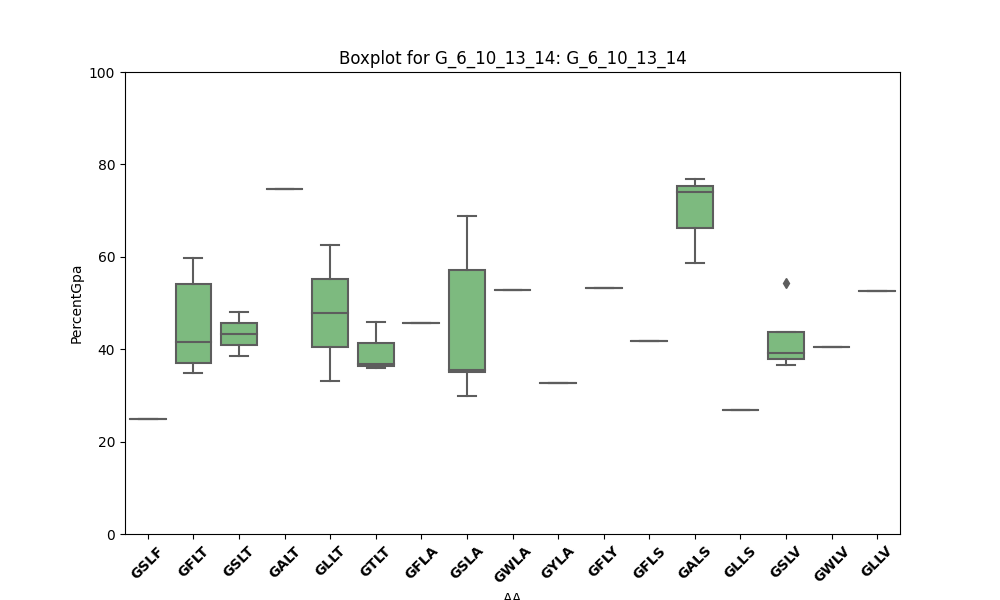 Boxplot for G_6_10_13_14: G_6_10_13_14
100
80
60
40
20
0
PercentGpa
GSLF GFLT GSLT GALT GLLT GTLT GFLA GSLA GWLA GYLA GFLY GFLS GALS GLLS GSLV GWLV GLLV
AA